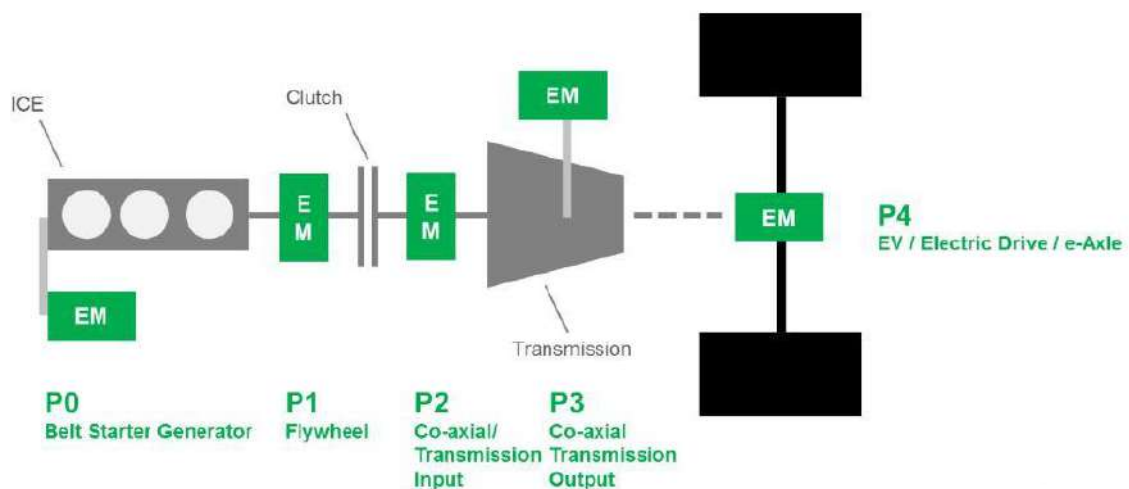 ICE
Clutch
EM
E
M
E
M
EM
EM
Transmission
P4
EV / Electric Drive / e-Axle
P0
Belt Starter Generator
P1
Flywheel
P2
Co-axial/
Transmission
Input
P3
Co-axial
Transmission
Output